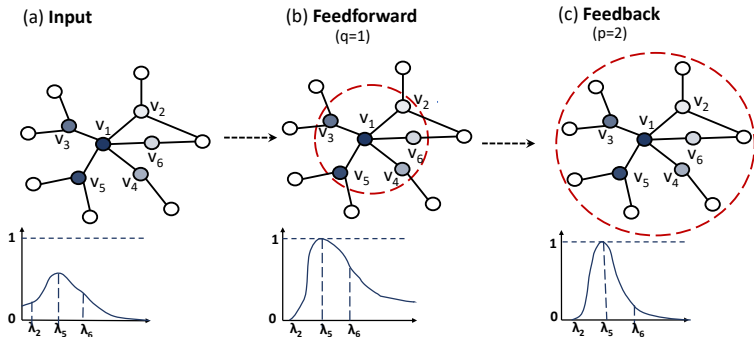 (a) Input
(b) Feedforward
(q=1)
(c) Feedback
(p=2)
v1
v2
v3
v6
v5
v4
v1
v2
v3
v6
v5
v4
v1
v2
v3
v6
v5
v4
1
0
λ2 λ5 λ6
1
0
λ2 λ5 λ6
1
0
λ2 λ5 λ6